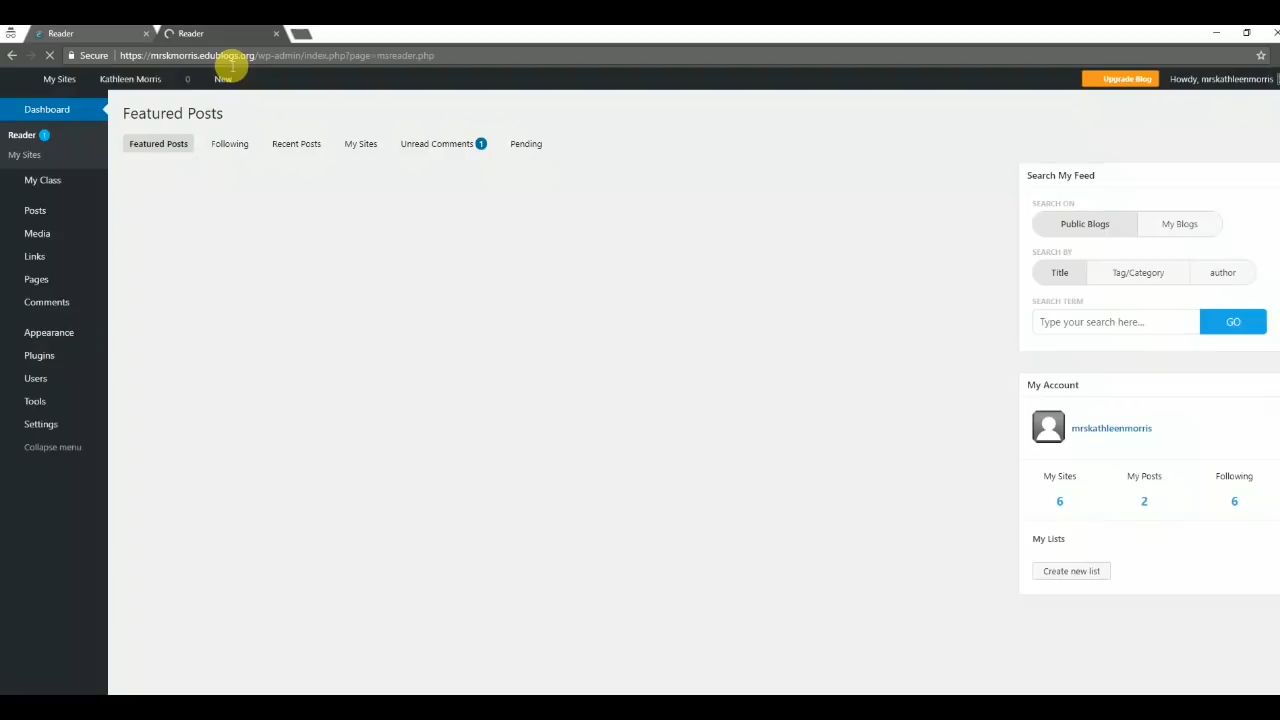 Reader
Reader
Secure https://mrskmorris.edublogs.org/wp-admin/index.php?page=msreader.php
My Sites Kathleen Morris 0 New Upgrade Blog Howdy, mrskathleenmorris
Dashboard
Reader 1
My Sites
My Class
Posts
Media
Links
Pages
Comments
Appearance
Plugins
Users
Tools
Settings
Collapse menu
Featured Posts
Featured Posts Following Recent Posts My Sites Unread Comments 1 Pending
Search My Feed
SEARCH ON
Public Blogs My Blogs
SEARCH BY
Title Tag/Category author
SEARCH TERM
Type your search here... GO
My Account
mrskathleenmorris
My Sites My Posts Following
6 2 6
My Lists
Create new list